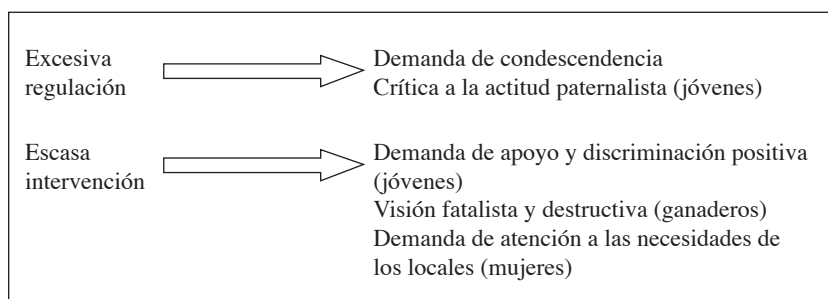 Excesiva
regulación
Demanda de condescendencia
Crítica a la actitud paternalista (jóvenes)
Escasa
intervención
Demanda de apoyo y discriminación positiva
(jóvenes)
Visión fatalista y destructiva (ganaderos)
Demanda de atención a las necesidades de
los locales (mujeres)